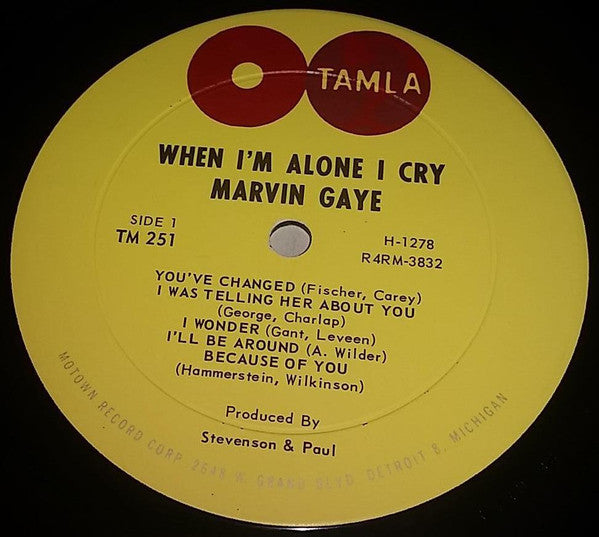 TAMLA
WHEN I'M ALONE I CRY
MARVIN GAYE
SIDE 1
TM 251
H-1278
R4RM-3832
YOU'VE CHANGED (Fischer, Carey)
I WAS TELLING HER ABOUT YOU
(George, Charlap)
I WONDER (Gant, Leveen)
I'LL BE AROUND (A. Wilder)
BECAUSE OF YOU
(Hammerstein, Wilkinson)
Produced By
Stevenson & Paul
MOTOWN RECORD CORP. 2648 W. GRAND BLVD DETROIT 8, MICHIGAN